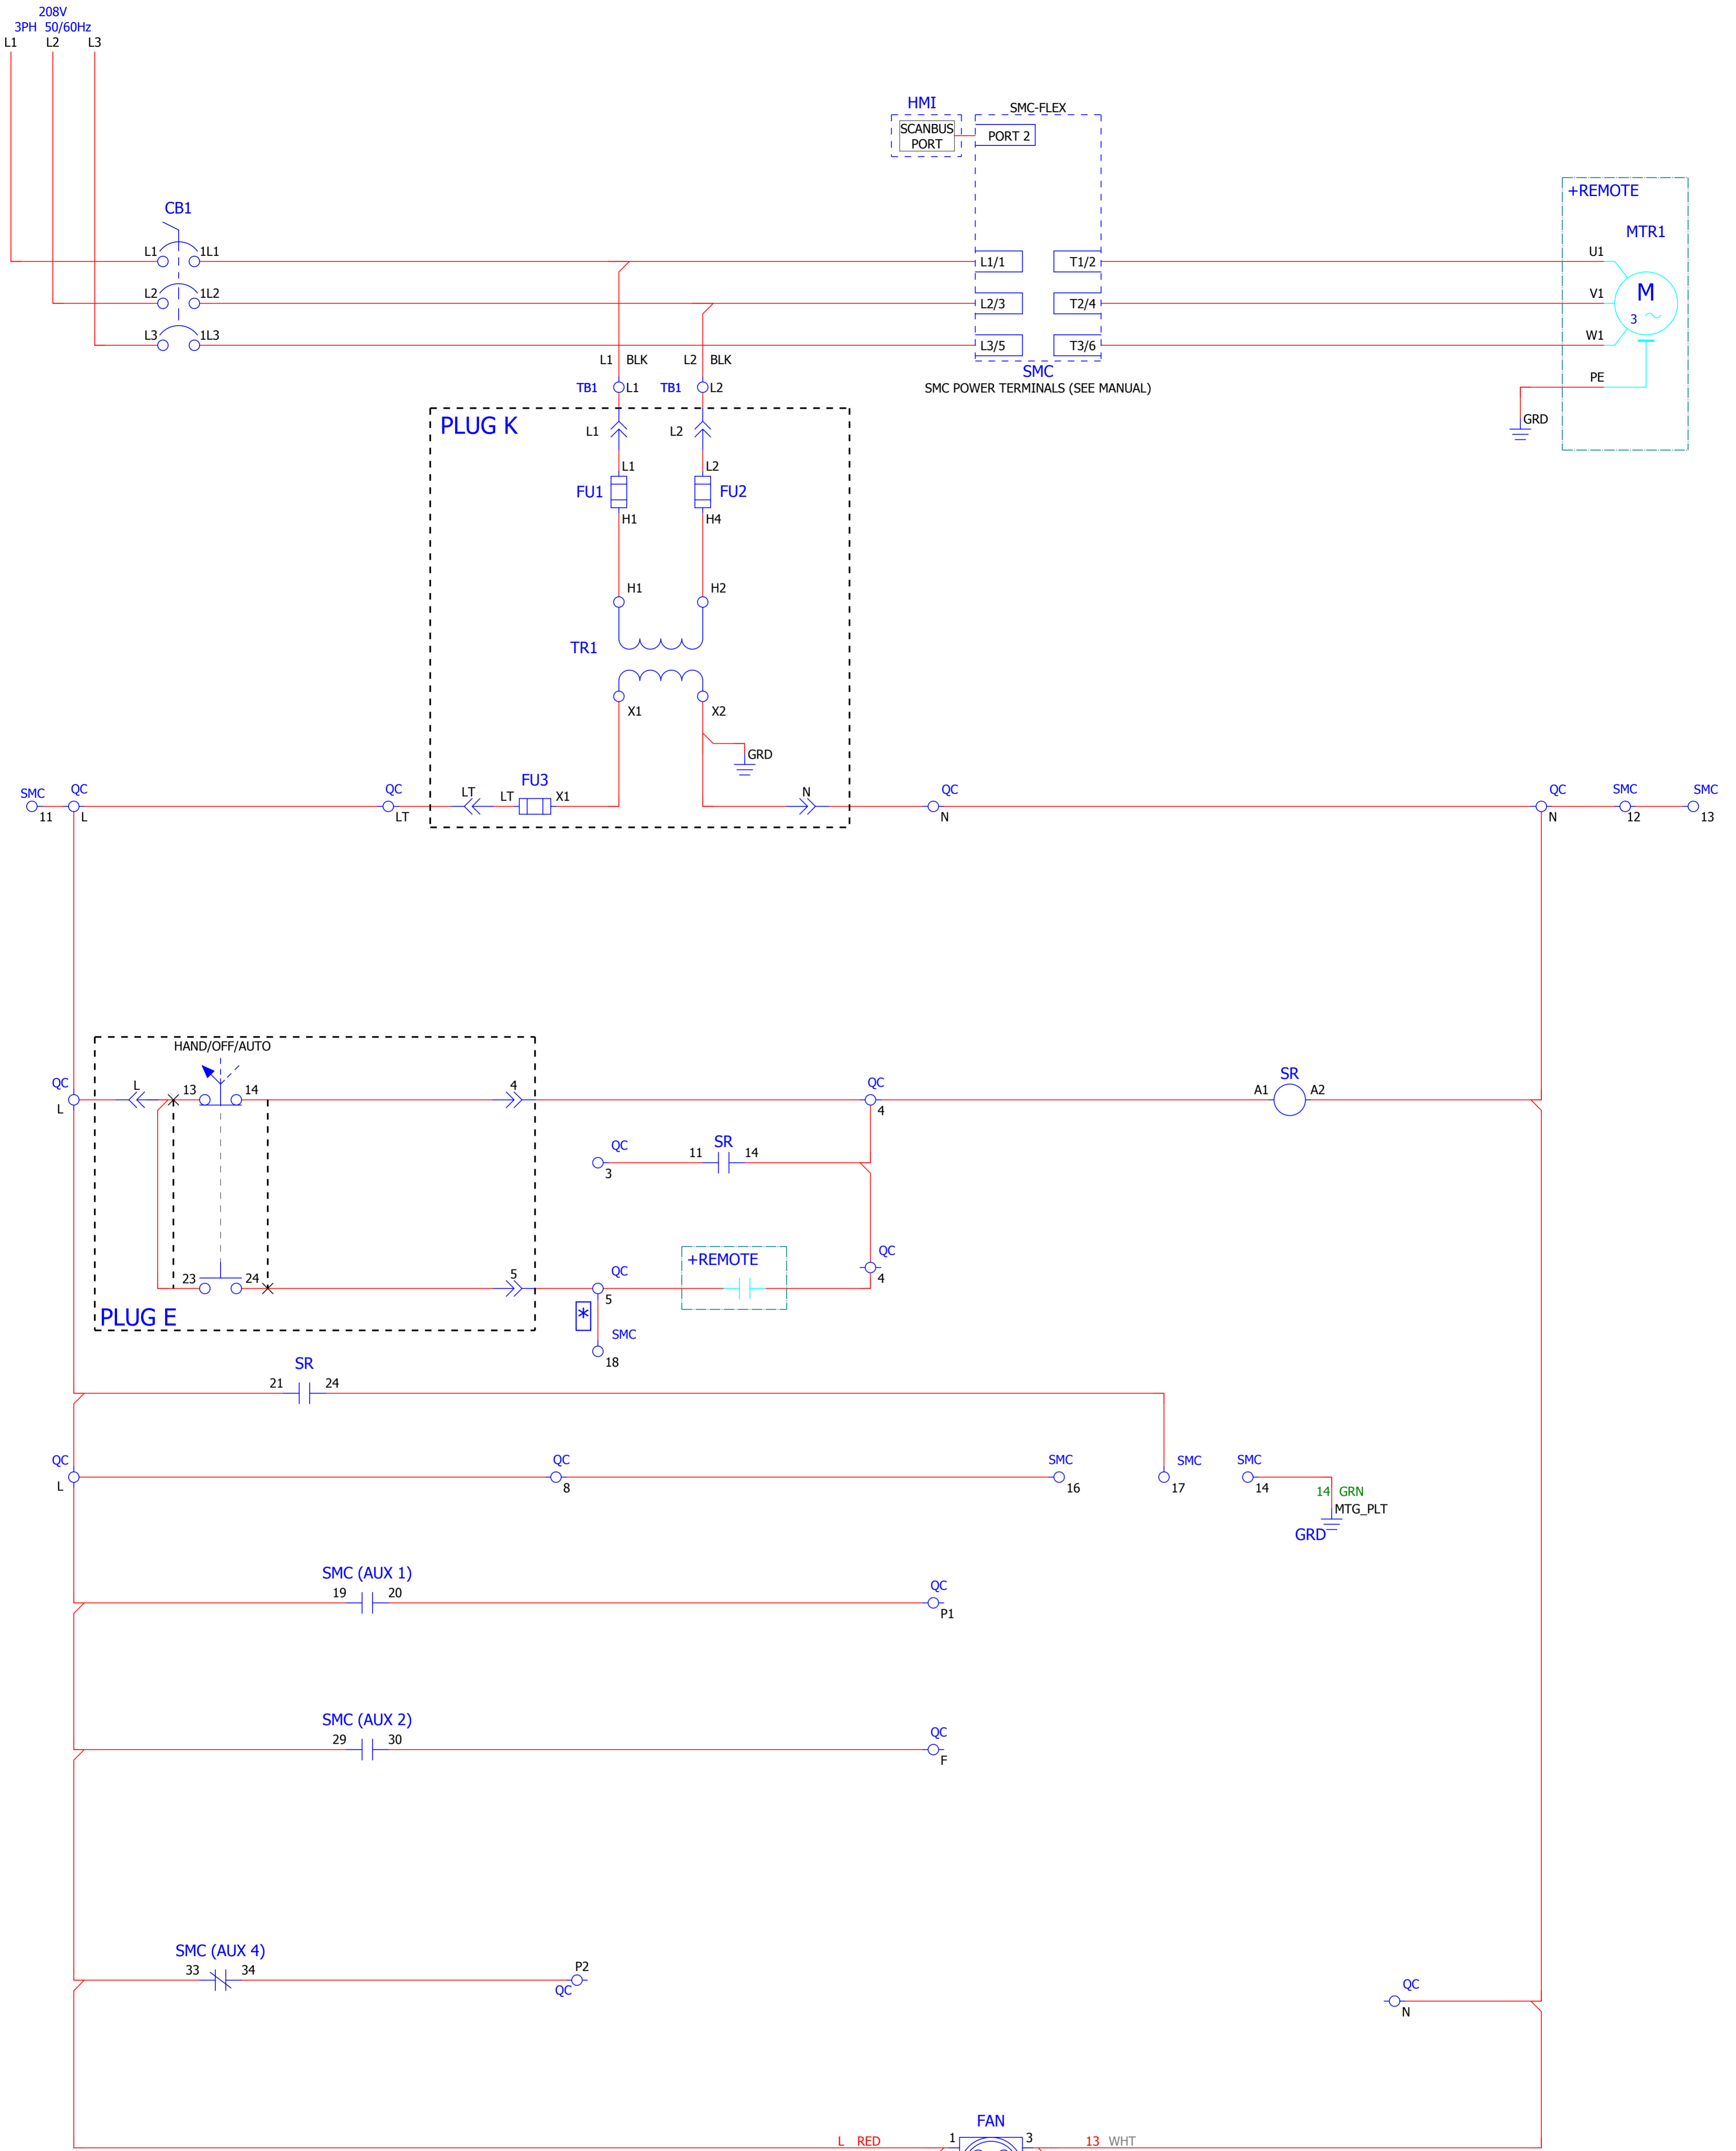 208V
3PH 50/60Hz
L1 L2 L3
HMI
SMC-FLEX
SCANBUS
PORT
PORT 2
+REMOTE
CB1
MTR1
L1 1L1
L1/1 T1/2
U1
L2 1L2
L2/3 T2/4
V1
M
3
L3 1L3
L3/5 T3/6
W1
L1 BLK L2 BLK
SMC
PE
TB1 L1 TB1 L2
SMC POWER TERMINALS (SEE MANUAL)
PLUG K
L1 L2
GRD
L1 L2
FU1 FU2
H1 H4
H1 H2
TR1
X1 X2
GRD
FU3
SMC QC QC LT LT X1 N QC QC SMC SMC
11 L LT N N 12 13
HAND/OFF/AUTO
QC L 13 14 4 QC SR
A1 A2
L 4
QC SR
11 14
3
+REMOTE QC
4
23 24 5 QC
5
PLUG E
*
SMC
18
SR
21 24
QC QC SMC SMC SMC
L 8 16 17 14
14 GRN
MTG_PLT
GRD
SMC (AUX 1)
19 20 QC
P1
SMC (AUX 2)
29 30 QC
F
SMC (AUX 4)
33 34 P2
QC
QC
N
FAN
L RED 1 3 13 WHT